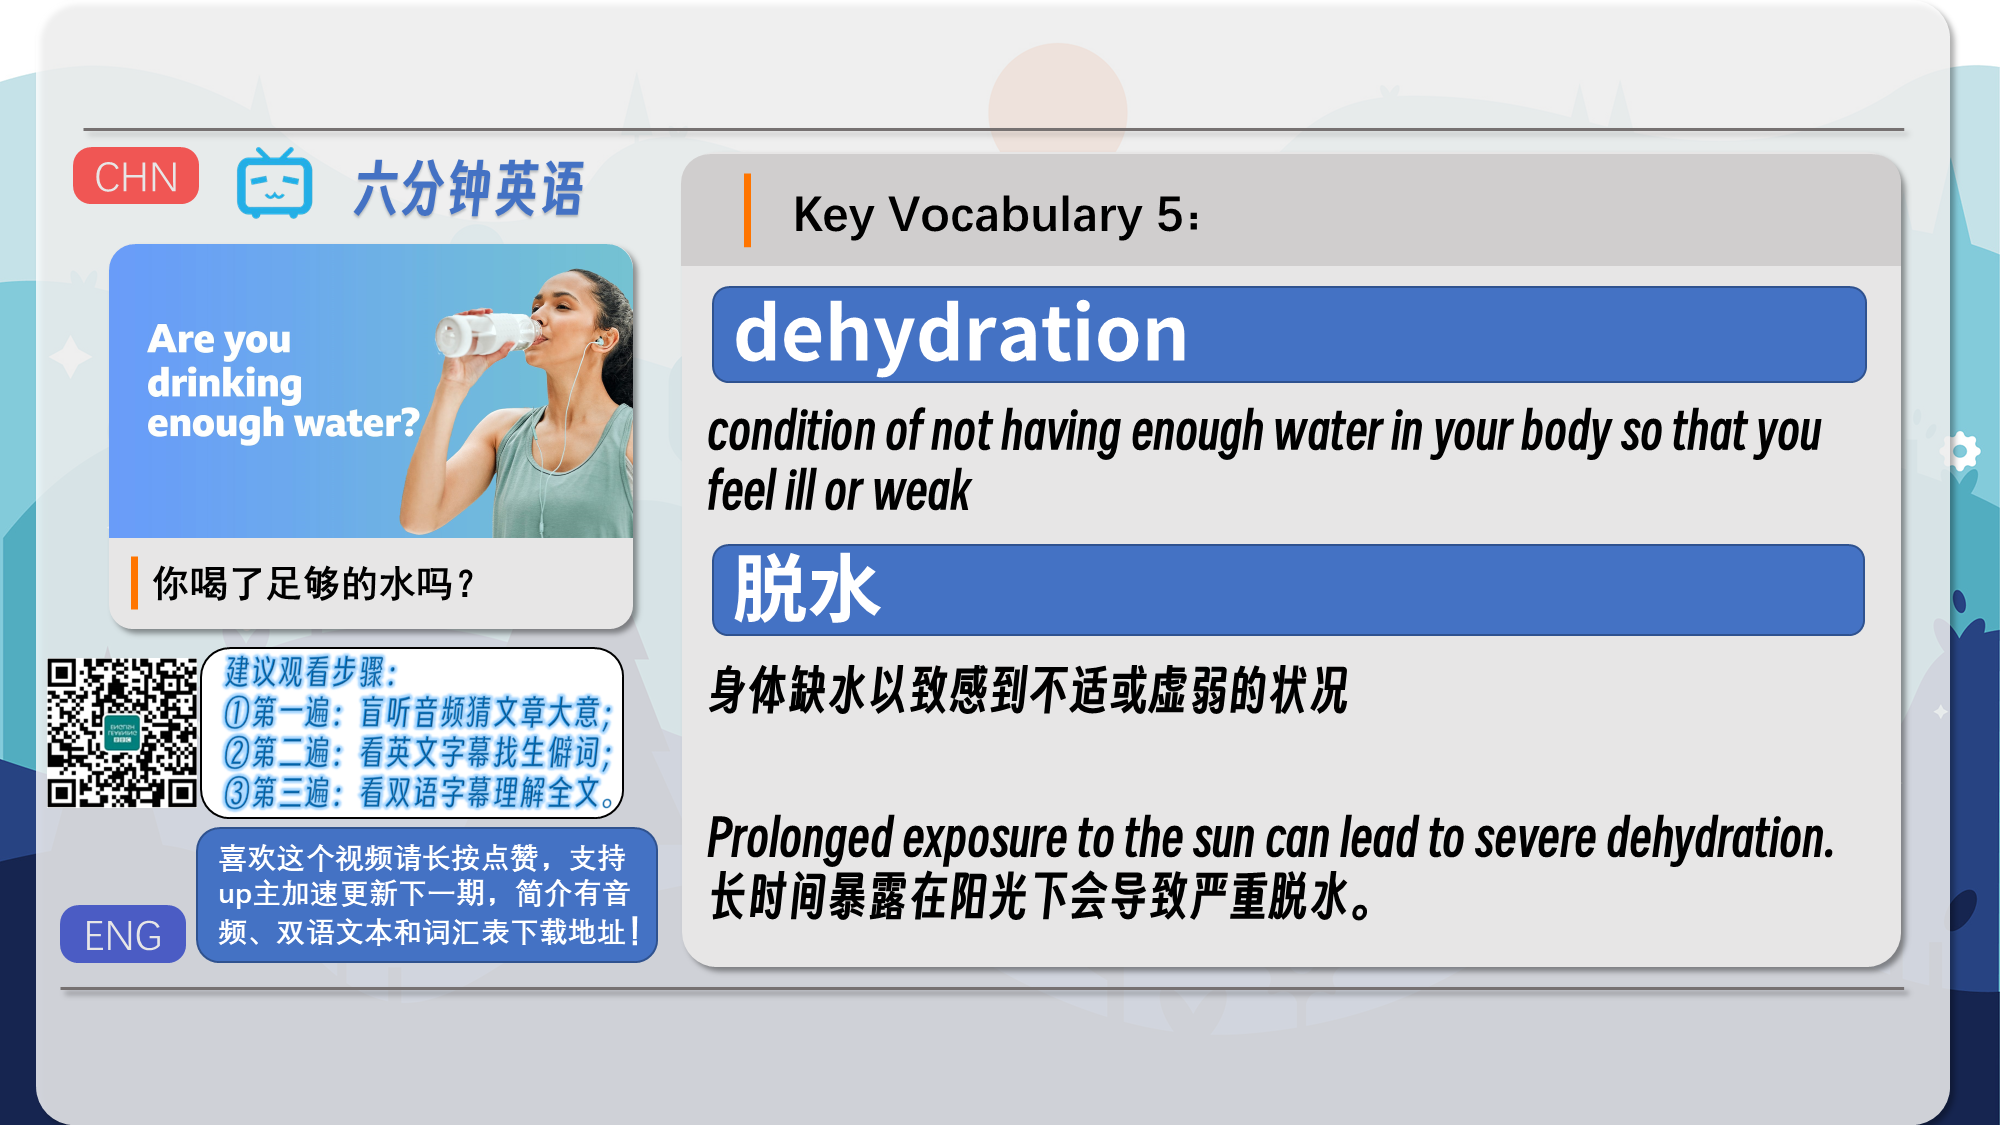 CHN
六分钟英语
Are you
drinking
enough water?
你喝了足够的水吗?
建议观看步骤:
①第一遍:盲听音频猜文章大意;
②第二遍:看英文字幕找生僻词;
③第三遍:看双语字幕理解全文。
喜欢这个视频请长按点赞,支持
up主加速更新下一期,简介有音
频、双语文本和词汇表下载地址!
ENG
Key Vocabulary 5:
dehydration
condition of not having enough water in your body so that you
feel ill or weak
脱水
身体缺水以致感到不适或虚弱的状况
Prolonged exposure to the sun can lead to severe dehydration.
长时间暴露在阳光下会导致严重脱水。